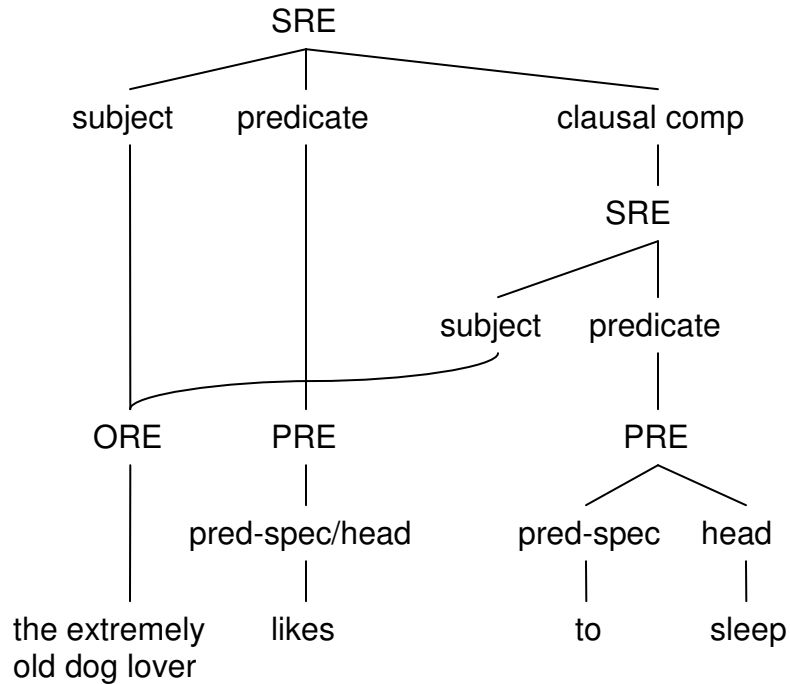 SRE
subject predicate clausal comp
SRE
subject predicate
ORE PRE PRE
pred-spec/head pred-spec head
the extremely likes to sleep
old dog lover